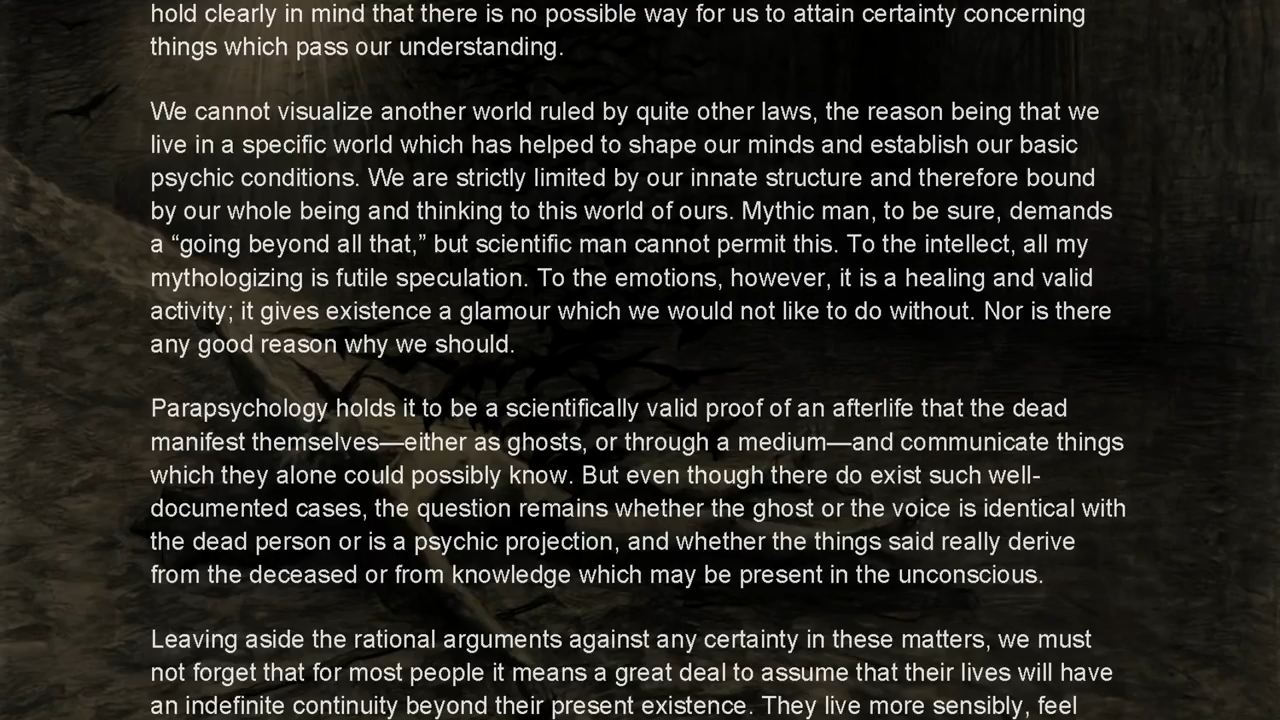 hold clearly in mind that there is no possible way for us to attain certainty concerning
things which pass our understanding.
We cannot visualize another world ruled by quite other laws, the reason being that we
live in a specific world which has helped to shape our minds and establish our basic
psychic conditions. We are strictly limited by our innate structure and therefore bound
by our whole being and thinking to this world of ours. Mythic man, to be sure, demands
a “going beyond all that,” but scientific man cannot permit this. To the intellect, all my
mythologizing is futile speculation. To the emotions, however, it is a healing and valid
activity; it gives existence a glamour which we would not like to do without. Nor is there
any good reason why we should.
Parapsychology holds it to be a scientifically valid proof of an afterlife that the dead
manifest themselves—either as ghosts, or through a medium—and communicate things
which they alone could possibly know. But even though there do exist such well-
documented cases, the question remains whether the ghost or the voice is identical with
the dead person or is a psychic projection, and whether the things said really derive
from the deceased or from knowledge which may be present in the unconscious.
Leaving aside the rational arguments against any certainty in these matters, we must
not forget that for most people it means a great deal to assume that their lives will have
an indefinite continuity beyond their present existence. They live more sensibly, feel